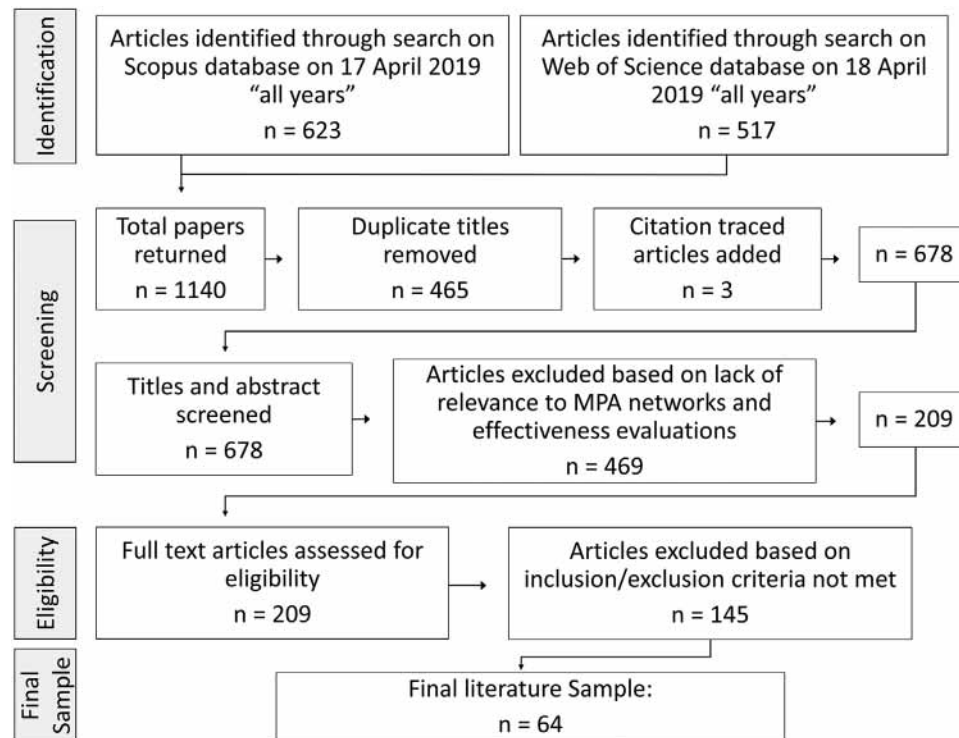 Identification
Articles identified through search on
Scopus database on 17 April 2019
“all years”
n = 623
Articles identified through search on
Web of Science database on 18 April
2019 “all years”
n = 517
Screening
Total papers
returned
n = 1140
Duplicate titles
removed
n = 465
Citation traced
articles added
n = 3
n = 678
Titles and abstract
screened
n = 678
Articles excluded based on lack of
relevance to MPA networks and
effectiveness evaluations
n = 469
n = 209
Eligibility
Full text articles assessed for
eligibility
n = 209
Articles excluded based on
inclusion/exclusion criteria not met
n = 145
Final
Sample
Final literature Sample:
n = 64